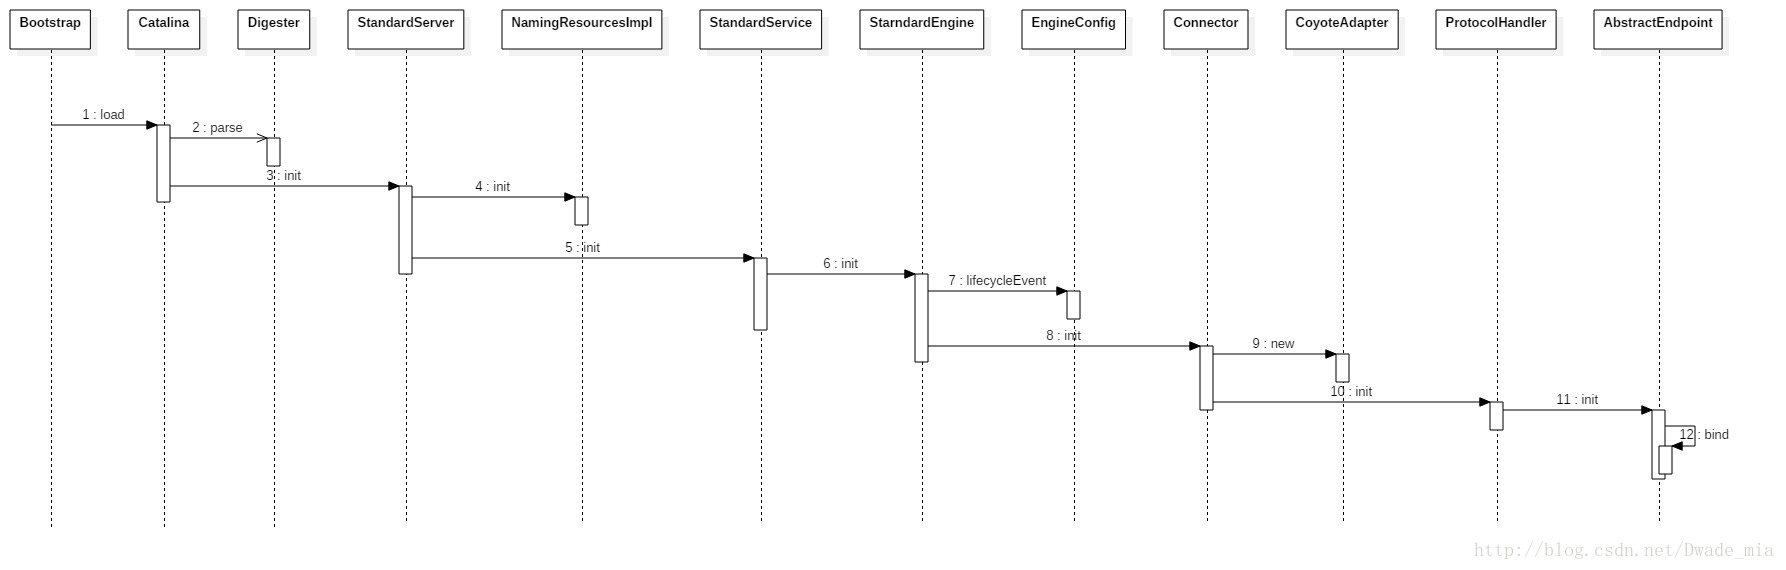 Bootstrap
Catalina
Digester
StandardServer
NamingResourcesImpl
StandardService
StarndardEngine
EngineConfig
Connector
CoyoteAdapter
ProtocolHandler
AbstractEndpoint
1 : load
2 : parse
3 : init
4 : init
5 : init
6 : init
7 : lifecycleEvent
8 : init
9 : new
10 : init
11 : init
12 : bind
http://blog.csdn.net/Dwade_mia